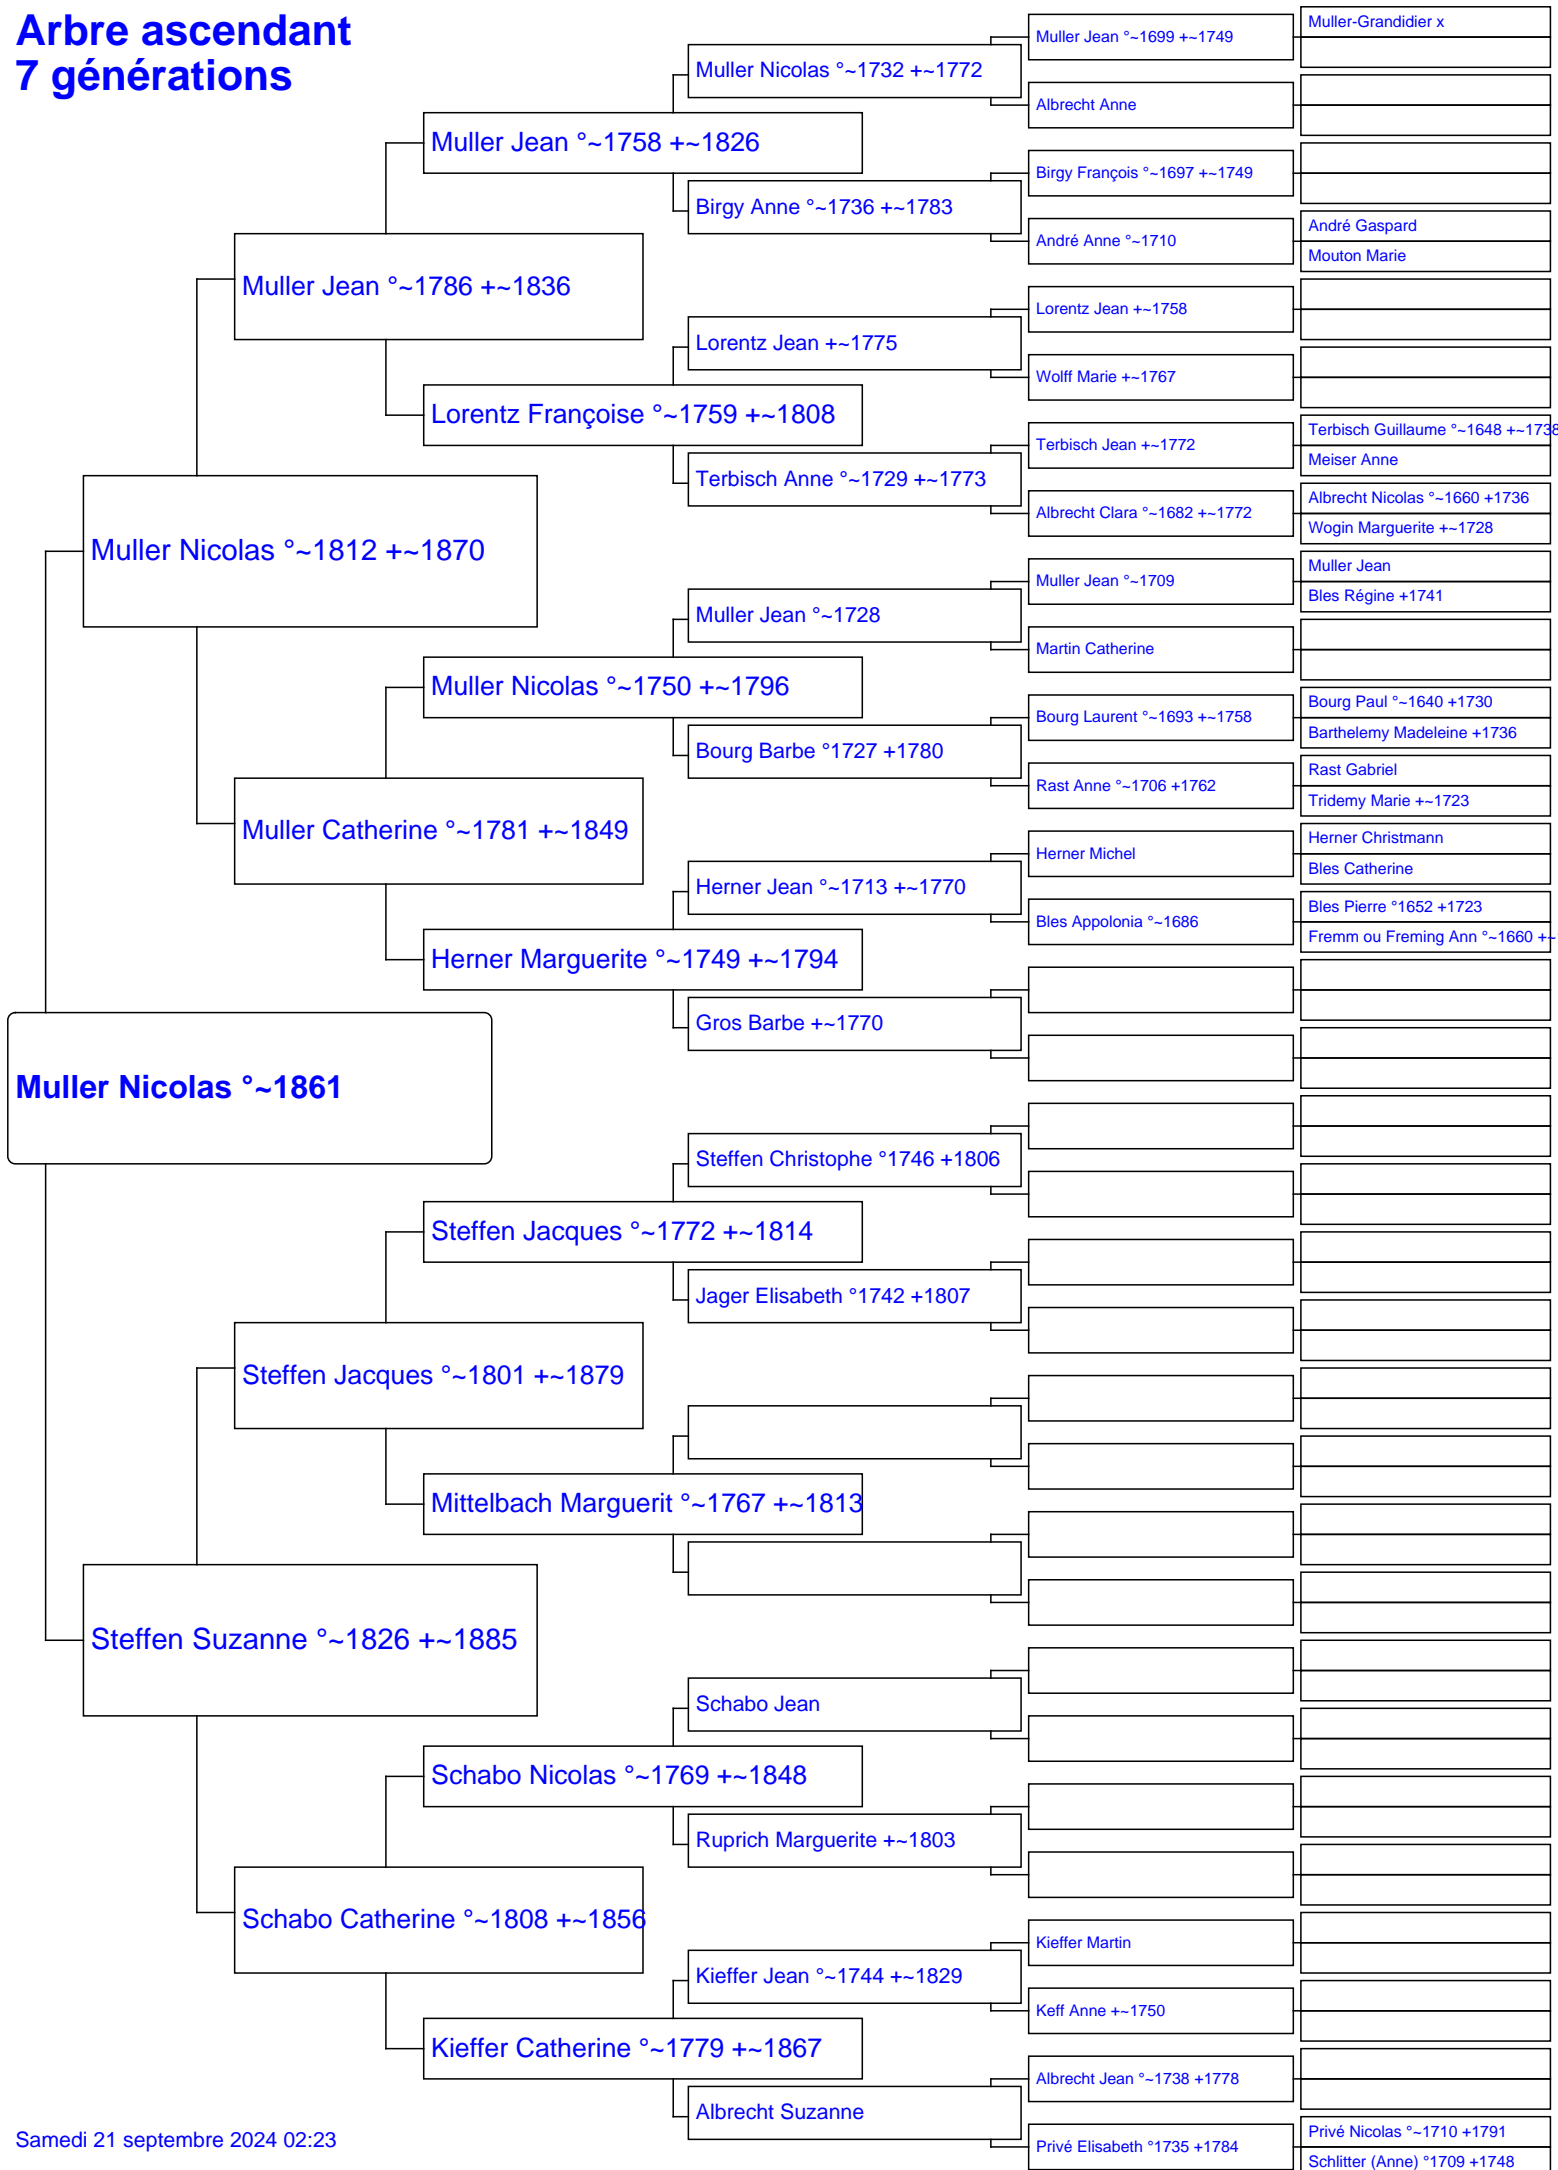 Arbre ascendant
7 générations
Muller-Grandidier x
Muller Jean °~1699 +~1749
Muller Nicolas °~1732 +~1772
Albrecht Anne
Muller Jean °~1758 +~1826
Birgy François °~1697 +~1749
Birgy Anne °~1736 +~1783
André Gaspard
André Anne °~1710
Mouton Marie
Muller Jean °~1786 +~1836
Lorentz Jean +~1758
Lorentz Jean +~1775
Wolff Marie +~1767
Lorentz Françoise °~1759 +~1808
Terbisch Guillaume °~1648 +~1738
Terbisch Jean +~1772
Meiser Anne
Terbisch Anne °~1729 +~1773
Albrecht Nicolas °~1660 +1736
Albrecht Clara °~1682 +~1772
Wogin Marguerite +~1728
Muller Nicolas °~1812 +~1870
Muller Jean
Muller Jean °~1709
Bles Régine +1741
Muller Jean °~1728
Martin Catherine
Muller Nicolas °~1750 +~1796
Bourg Paul °~1640 +1730
Bourg Laurent °~1693 +~1758
Barthelemy Madeleine +1736
Bourg Barbe °1727 +1780
Rast Gabriel
Rast Anne °~1706 +1762
Tridemy Marie +~1723
Muller Catherine °~1781 +~1849
Herner Christmann
Herner Michel
Bles Catherine
Herner Jean °~1713 +~1770
Bles Pierre °1652 +1723
Bles Appolonia °~1686
Fremm ou Freming Ann °~1660 +~
Herner Marguerite °~1749 +~1794
Gros Barbe +~1770
Muller Nicolas °~1861
Steffen Christophe °1746 +1806
Steffen Jacques °~1772 +~1814
Jager Elisabeth °1742 +1807
Steffen Jacques °~1801 +~1879
Mittelbach Marguerit °~1767 +~1813
Steffen Suzanne °~1826 +~1885
Schabo Jean
Schabo Nicolas °~1769 +~1848
Ruprich Marguerite +~1803
Schabo Catherine °~1808 +~1856
Kieffer Martin
Kieffer Jean °~1744 +~1829
Keff Anne +~1750
Kieffer Catherine °~1779 +~1867
Albrecht Jean °~1738 +1778
Albrecht Suzanne
Privé Nicolas °~1710 +1791
Privé Elisabeth °1735 +1784
Schlitter (Anne) °1709 +1748
Samedi 21 septembre 2024 02:23